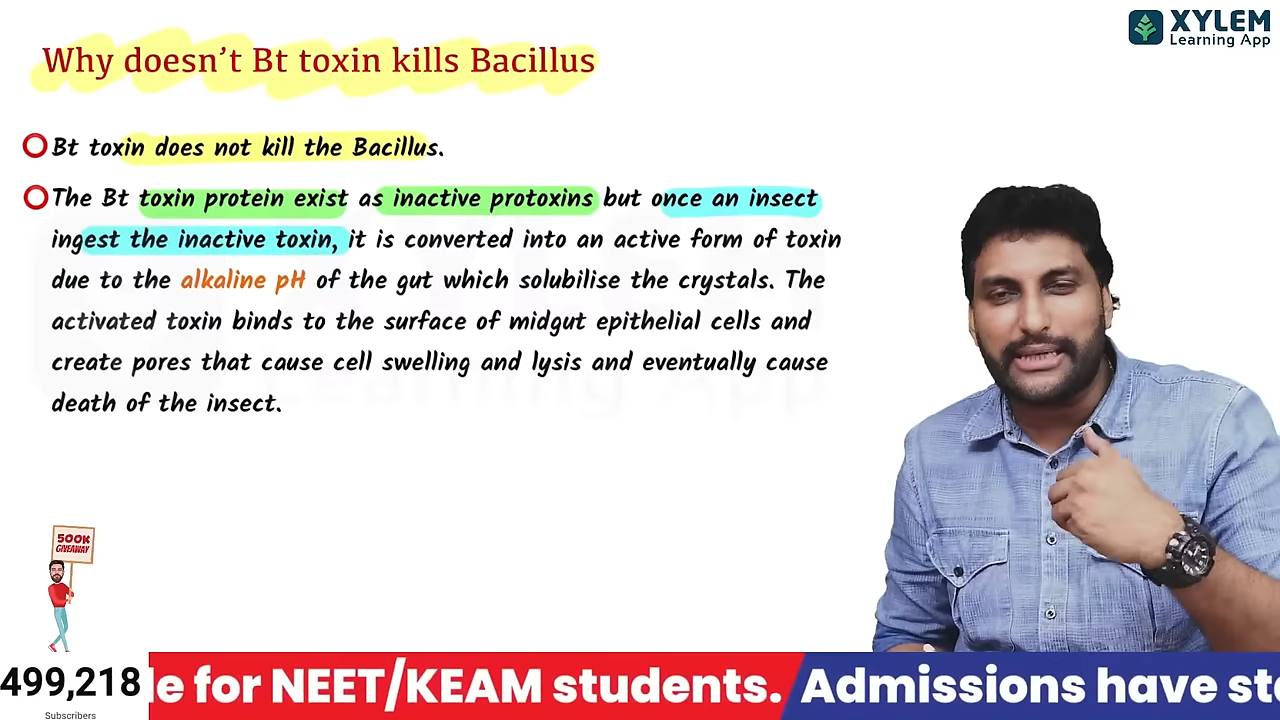 XYLEM
Learning App
Why doesn't Bt toxin kills Bacillus
Bt toxin does not kill the Bacillus.
The Bt toxin protein exist as inactive protoxins but once an insect
ingest the inactive toxin, it is converted into an active form of toxin
due to the alkaline pH of the gut which solubilise the crystals. The
activated toxin binds to the surface of midgut epithelial cells and
create pores that cause cell swelling and lysis and eventually cause
death of the insect.
500K
GIVEAWAY
499,218
Subscribers
e for NEET/KEAM students. Admissions have sta